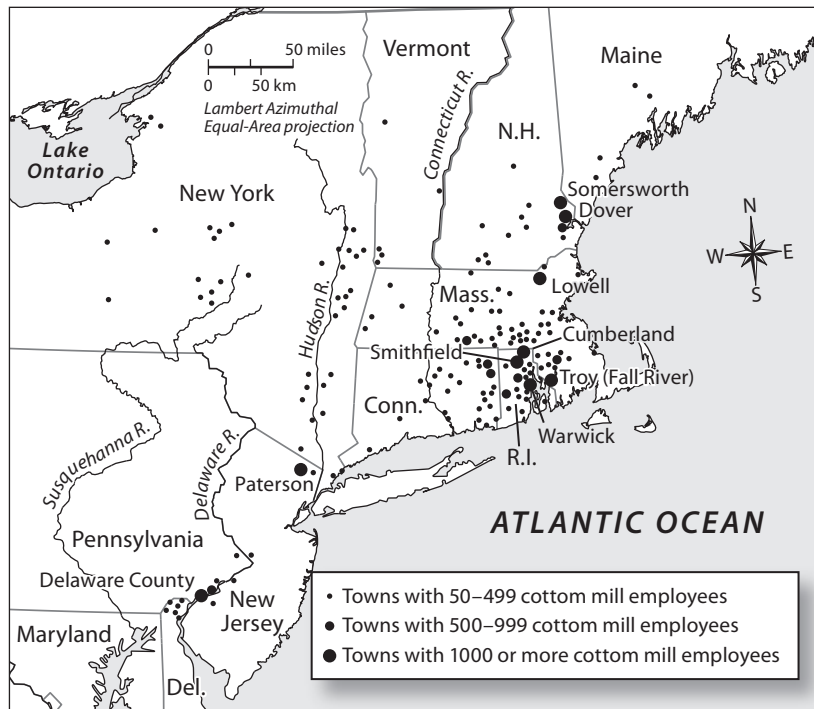 0 50 miles
0 50 km
Lambert Azimuthal
Equal-Area projection
Vermont
Maine
Connecticut R.
N.H.
Lake
Ontario
New York
Somersworth
Dover
N
W E
S
Hudson R.
Mass.
Lowell
Cumberland
Smithfield
Troy (Fall River)
Conn.
Warwick
R.I.
Susquehanna R.
Delaware R.
Paterson
ATLANTIC OCEAN
Pennsylvania
Delaware County
New
Jersey
Maryland
Del.
Towns with 50–499 cottom mill employees
Towns with 500–999 cottom mill employees
Towns with 1000 or more cottom mill employees